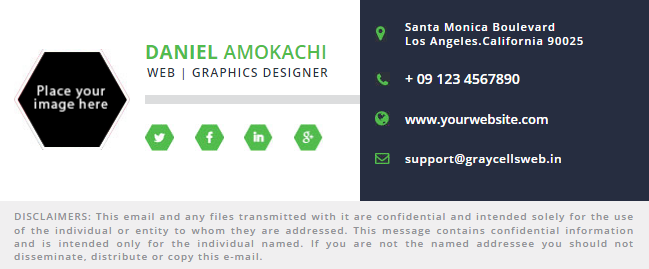 Place your
image here
DANIEL AMOKACHI
WEB | GRAPHICS DESIGNER
Santa Monica Boulevard
Los Angeles.California 90025
+ 09 123 4567890
www.yourwebsite.com
support@graycellsweb.in
DISCLAIMERS: This email and any files transmitted with it are confidential and intended solely for the use
of the individual or entity to whom they are addressed. This message contains confidential information
and is intended only for the individual named. If you are not the named addressee you should not
disseminate, distribute or copy this e-mail.